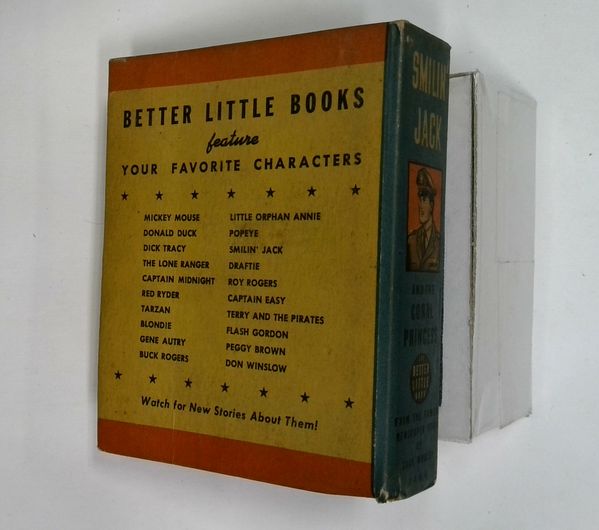 BETTER LITTLE BOOKS
feature
YOUR FAVORITE CHARACTERS
MICKEY MOUSE
DONALD DUCK
DICK TRACY
THE LONE RANGER
CAPTAIN MIDNIGHT
RED RYDER
TARZAN
BLONDIE
GENE AUTRY
BUCK ROGERS
LITTLE ORPHAN ANNIE
POPEYE
SMILIN' JACK
DRAFTIE
ROY ROGERS
CAPTAIN EASY
TERRY AND THE PIRATES
FLASH GORDON
PEGGY BROWN
DON WINSLOW
Watch for New Stories About Them!
SMILIN'
JACK
AND THE
CORAL
PRINCESS
BETTER
LITTLE
BOOK
FROM THE
NEWSPAPER